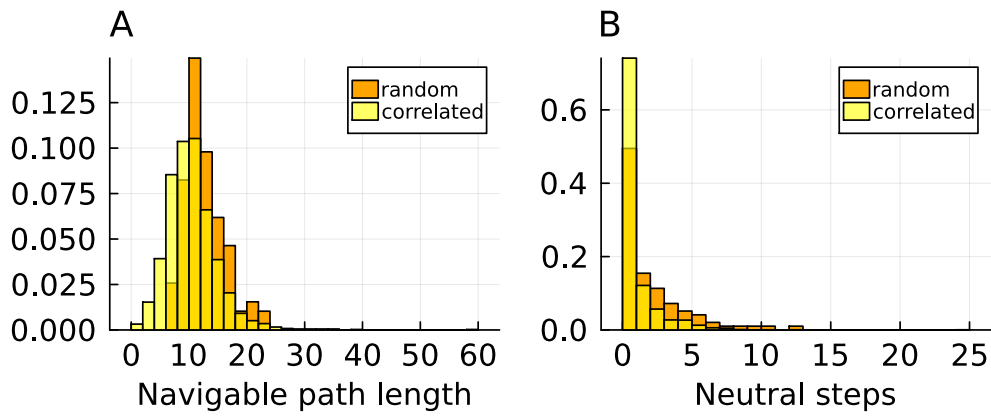 A
0.125
0.100
0.075
0.050
0.025
0.000
0 10 20 30 40 50 60
Navigable path length
random
correlated
B
0.6
0.4
0.2
0.0
0 5 10 15 20 25
Neutral steps
random
correlated